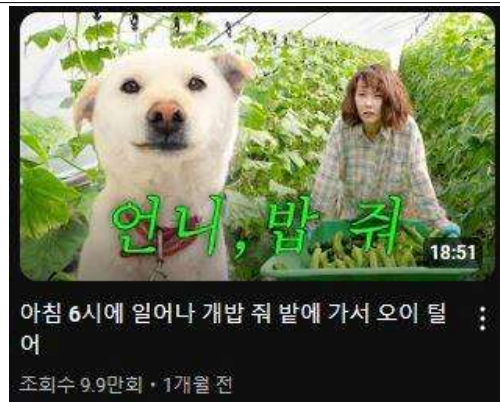 언니, 밥 줘
18:51
아침 6시에 일어나 개밥 줘 밭에 가서 오이 털
어
조회수 9.9만회 • 1개월 전